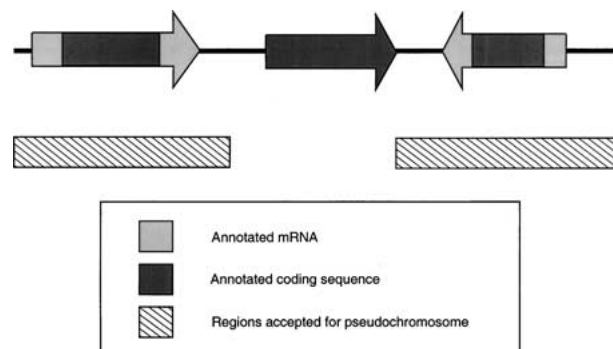 Annotated mRNA
Annotated coding sequence
Regions accepted for pseudochromosome